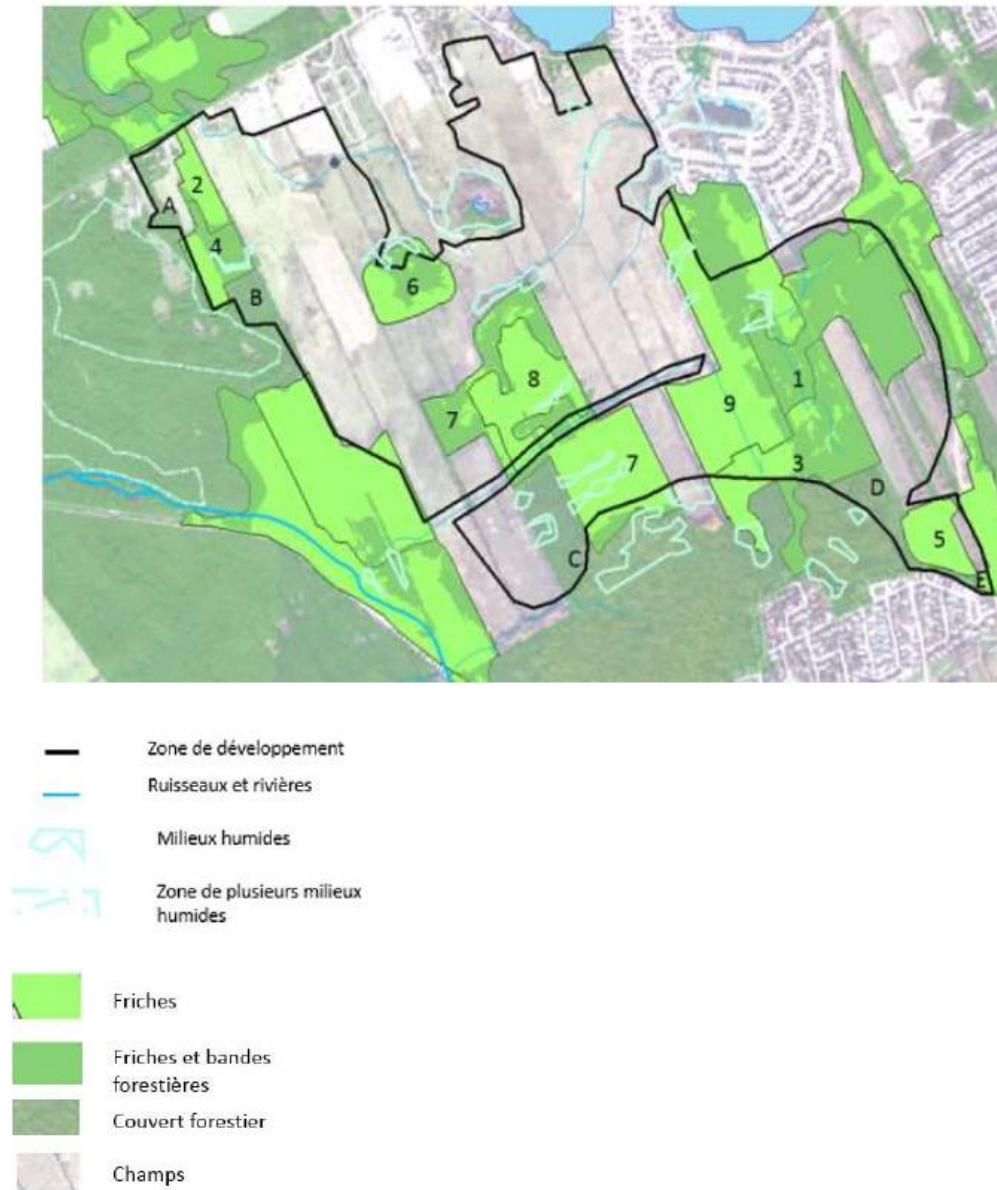 2
A
4
B
6
8
1
7
9
7
3
D
5
C
E
Zone de développement
Ruisseaux et rivières
Milieux humides
Zone de plusieurs milieux
humides
Friches
Friches et bandes
forestières
Couvert forestier
Champs